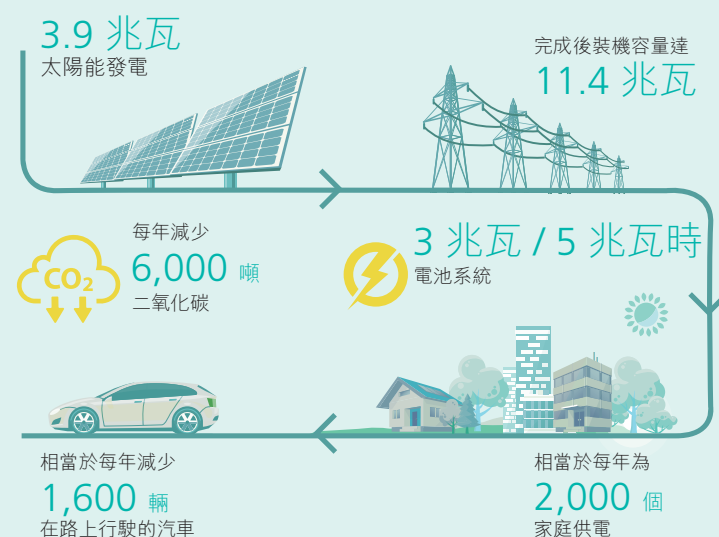 3.9 兆瓦
太陽能發電
完成後裝機容量達
11.4 兆瓦
每年減少
6,000 噸
二氧化碳
CO₂
3 兆瓦 / 5 兆瓦時
電池系統
相當於每年減少
1,600 輛
在路上行駛的汽車
相當於每年為
2,000 個
家庭供電